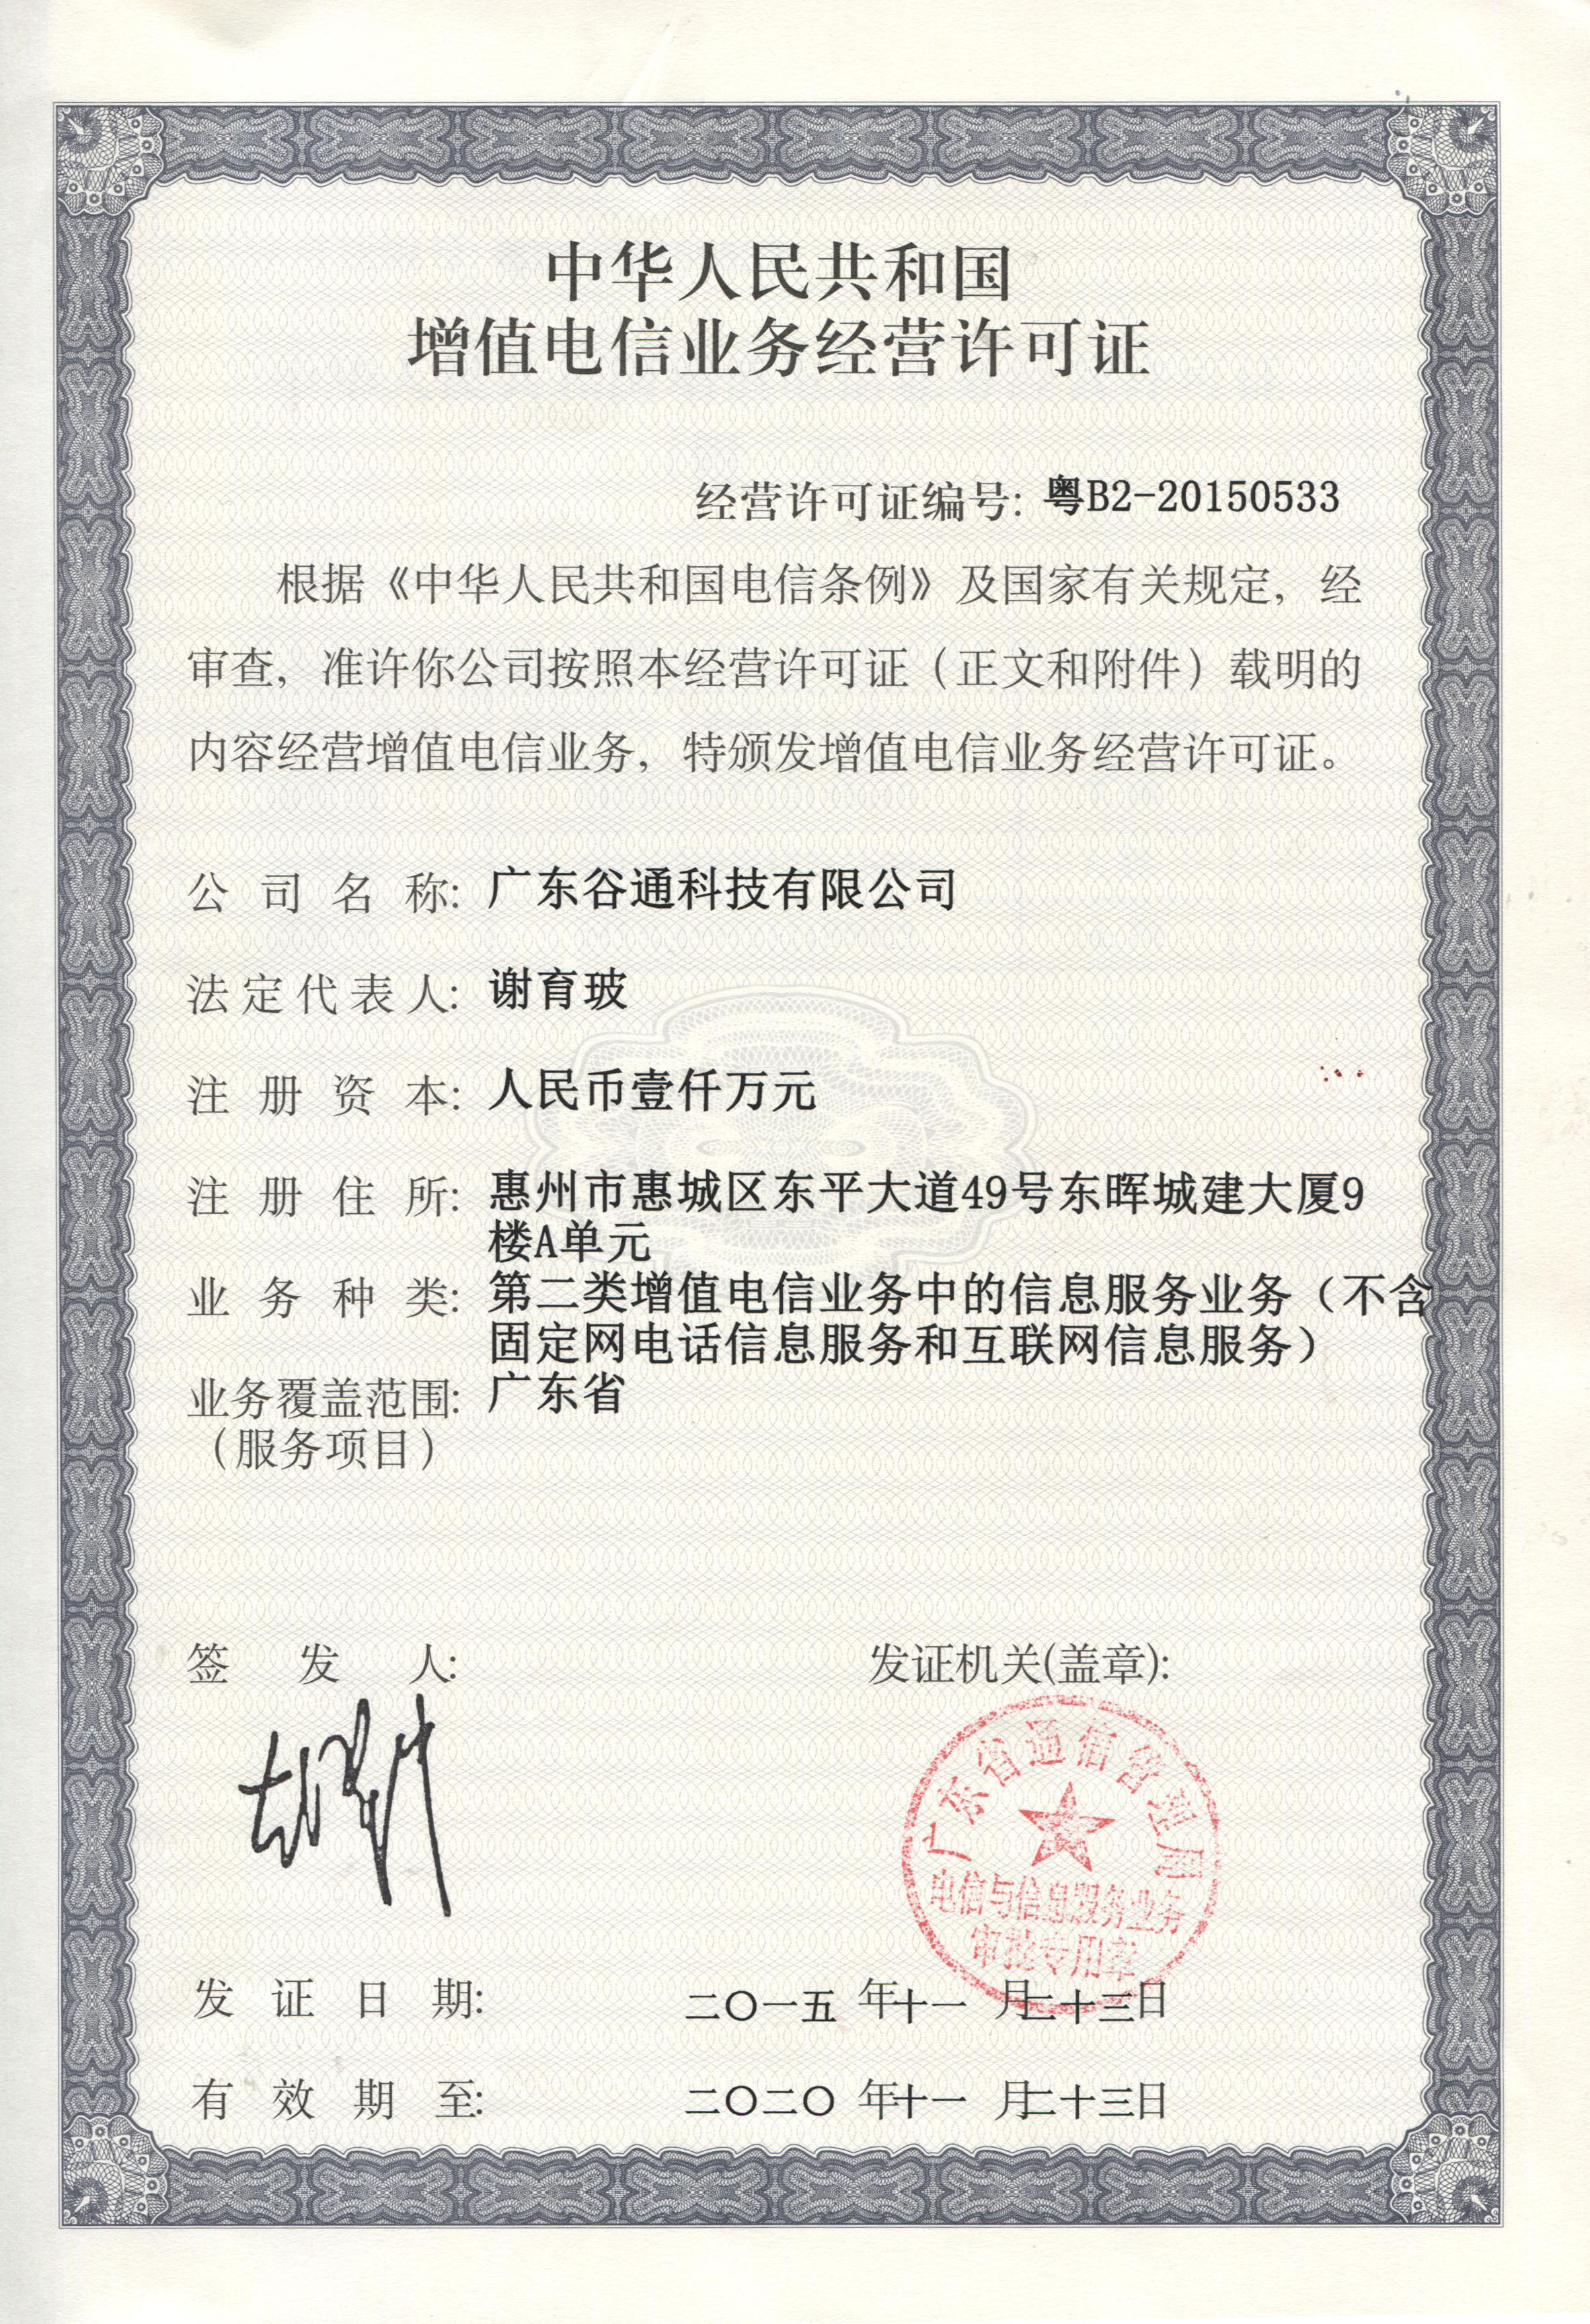 中华人民共和国
增值电信业务经营许可证
经营许可证编号: 粤B2-20150533
根据《中华人民共和国电信条例》及国家有关规定，经
审查，准许你公司按照本经营许可证（正文和附件）载明的
内容经营增值电信业务，特颁发增值电信业务经营许可证。
公司名称: 广东谷通科技有限公司
法定代表人: 谢育玻
注册资本: 人民币壹仟万元
注册住所: 惠州市惠城区东平大道49号东晖城建大厦9
楼A单元
业务种类: 第二类增值电信业务中的信息服务业务（不含
固定网电话信息服务和互联网信息服务）
业务覆盖范围: 广东省
（服务项目）
签发人:
发证机关(盖章):
广东省通信管理局
电信与信息服务业务
审批专用章
发证日期: 二〇一五 年十一 月二十三日
有效期至: 二〇二〇 年十一 月二十三日